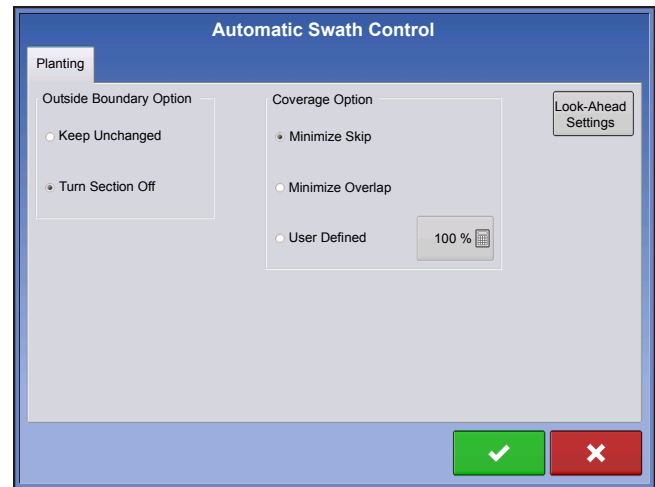 Automatic Swath Control
Planting
Outside Boundary Option
Keep Unchanged
Turn Section Off
Coverage Option
Minimize Skip
Minimize Overlap
User Defined
100 %
Look-Ahead
Settings